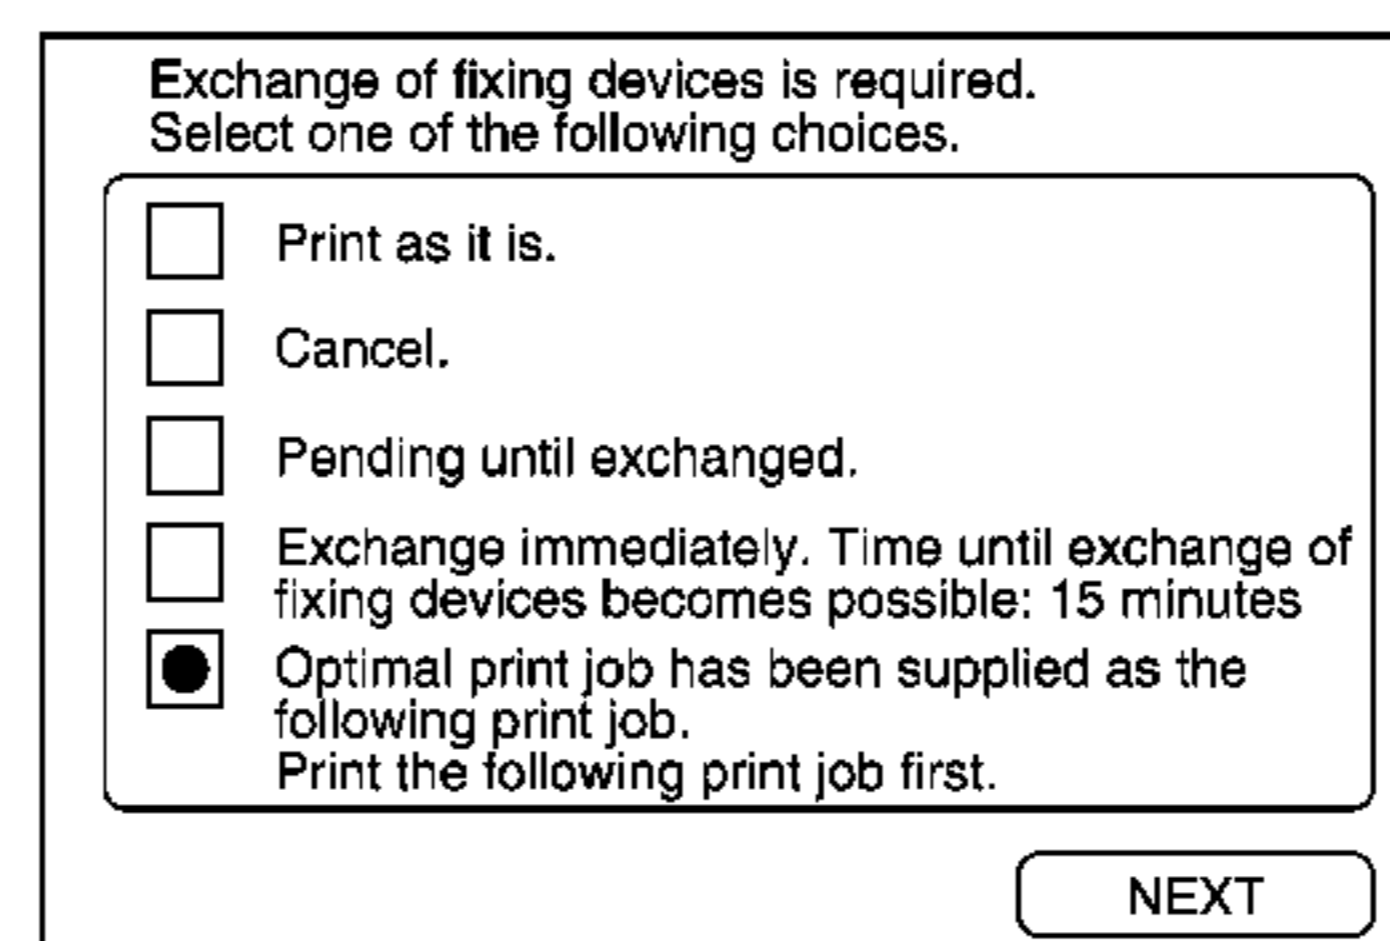 Exchange of fixing devices is required.
Select one of the following choices.
Print as it is.
Cancel.
Pending until exchanged.
Exchange immediately. Time until exchange of
fixing devices becomes possible: 15 minutes
Optimal print job has been supplied as the
following print job.
Print the following print job first.
NEXT